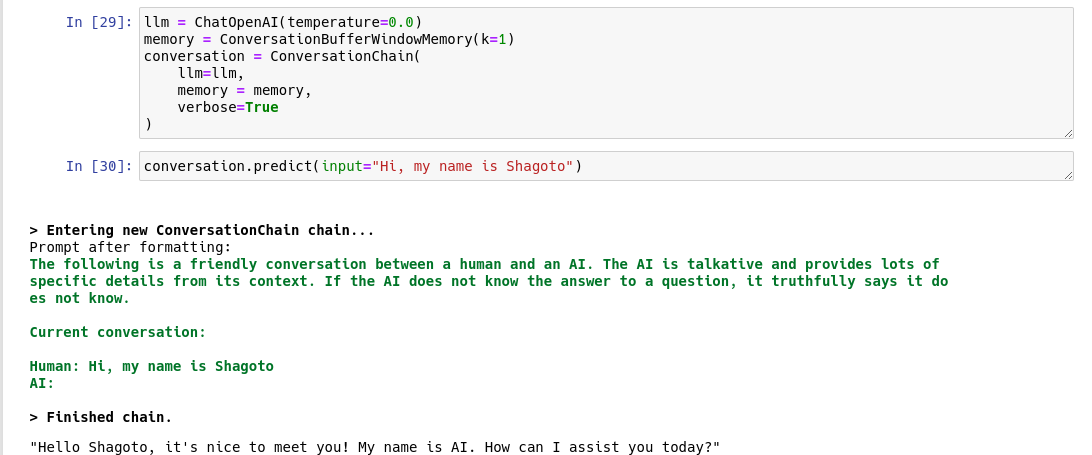 In [29]: llm = ChatOpenAI(temperature=0.0)
memory = ConversationBufferWindowMemory(k=1)
conversation = ConversationChain(
    llm=llm,
    memory = memory,
    verbose=True
)
In [30]: conversation.predict(input="Hi, my name is Shagoto")
> Entering new ConversationChain chain...
Prompt after formatting:
The following is a friendly conversation between a human and an AI. The AI is talkative and provides lots of
specific details from its context. If the AI does not know the answer to a question, it truthfully says it do
es not know.
Current conversation:
Human: Hi, my name is Shagoto
AI:
> Finished chain.
"Hello Shagoto, it's nice to meet you! My name is AI. How can I assist you today?"